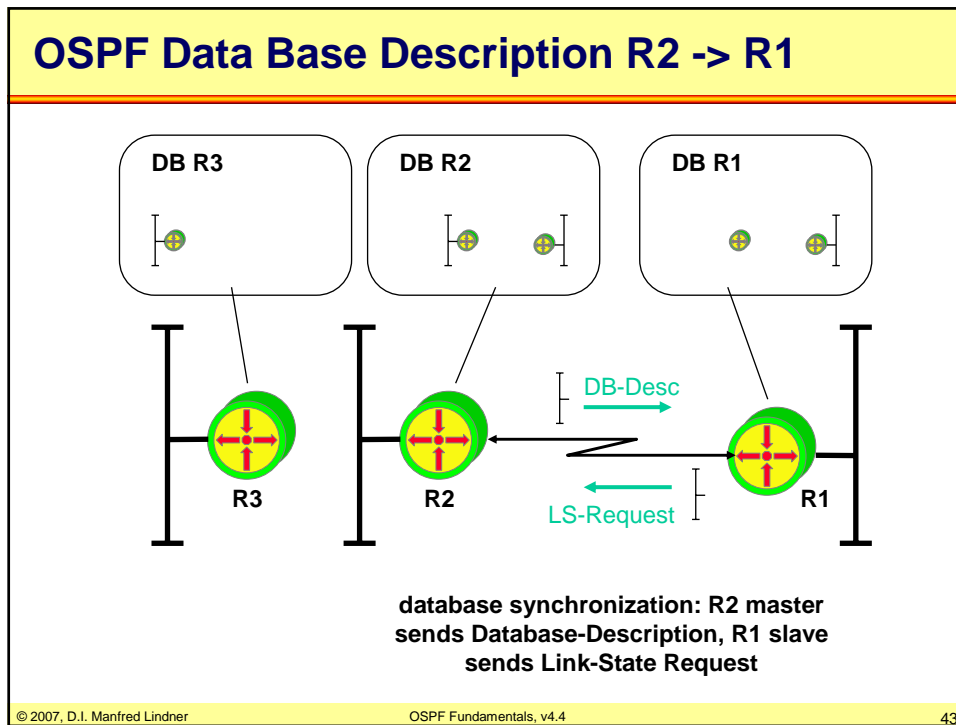 OSPF Data Base Description R2 -> R1
DB R3
DB R2
DB R1
DB-Desc
R3
R2
LS-Request
R1
database synchronization: R2 master
sends Database-Description, R1 slave
sends Link-State Request
© 2007, D.I. Manfred Lindner
OSPF Fundamentals, v4.4
43